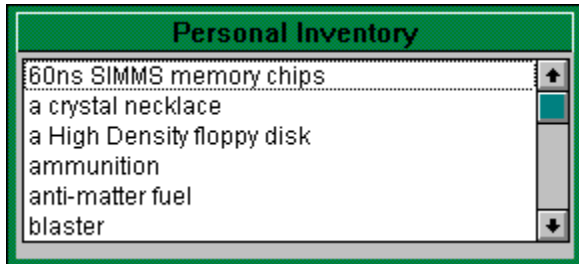 Personal Inventory
60ns SIMMS memory chips
a crystal necklace
a High Density floppy disk
ammunition
anti-matter fuel
blaster